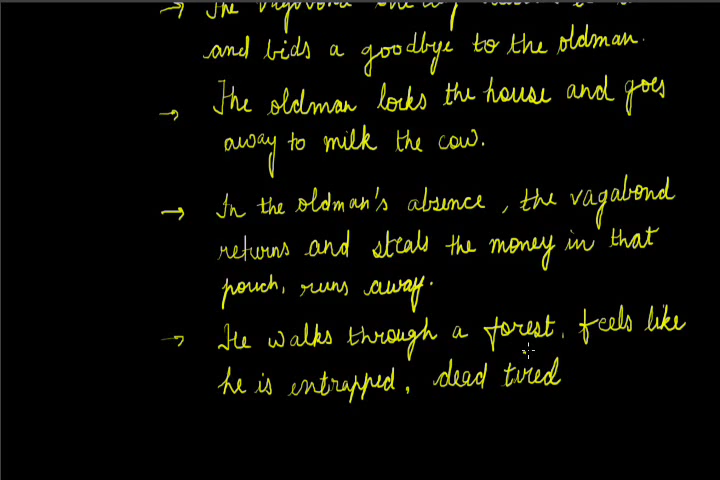 → The vagabond
and bids a goodbye to the oldman.
→ The oldman locks the house and goes
away to milk the cow.
→ In the oldman's absence, the vagabond
returns and steals the money in that
pouch, runs away.
→ He walks through a forest, feels like
he is entrapped, dead tired